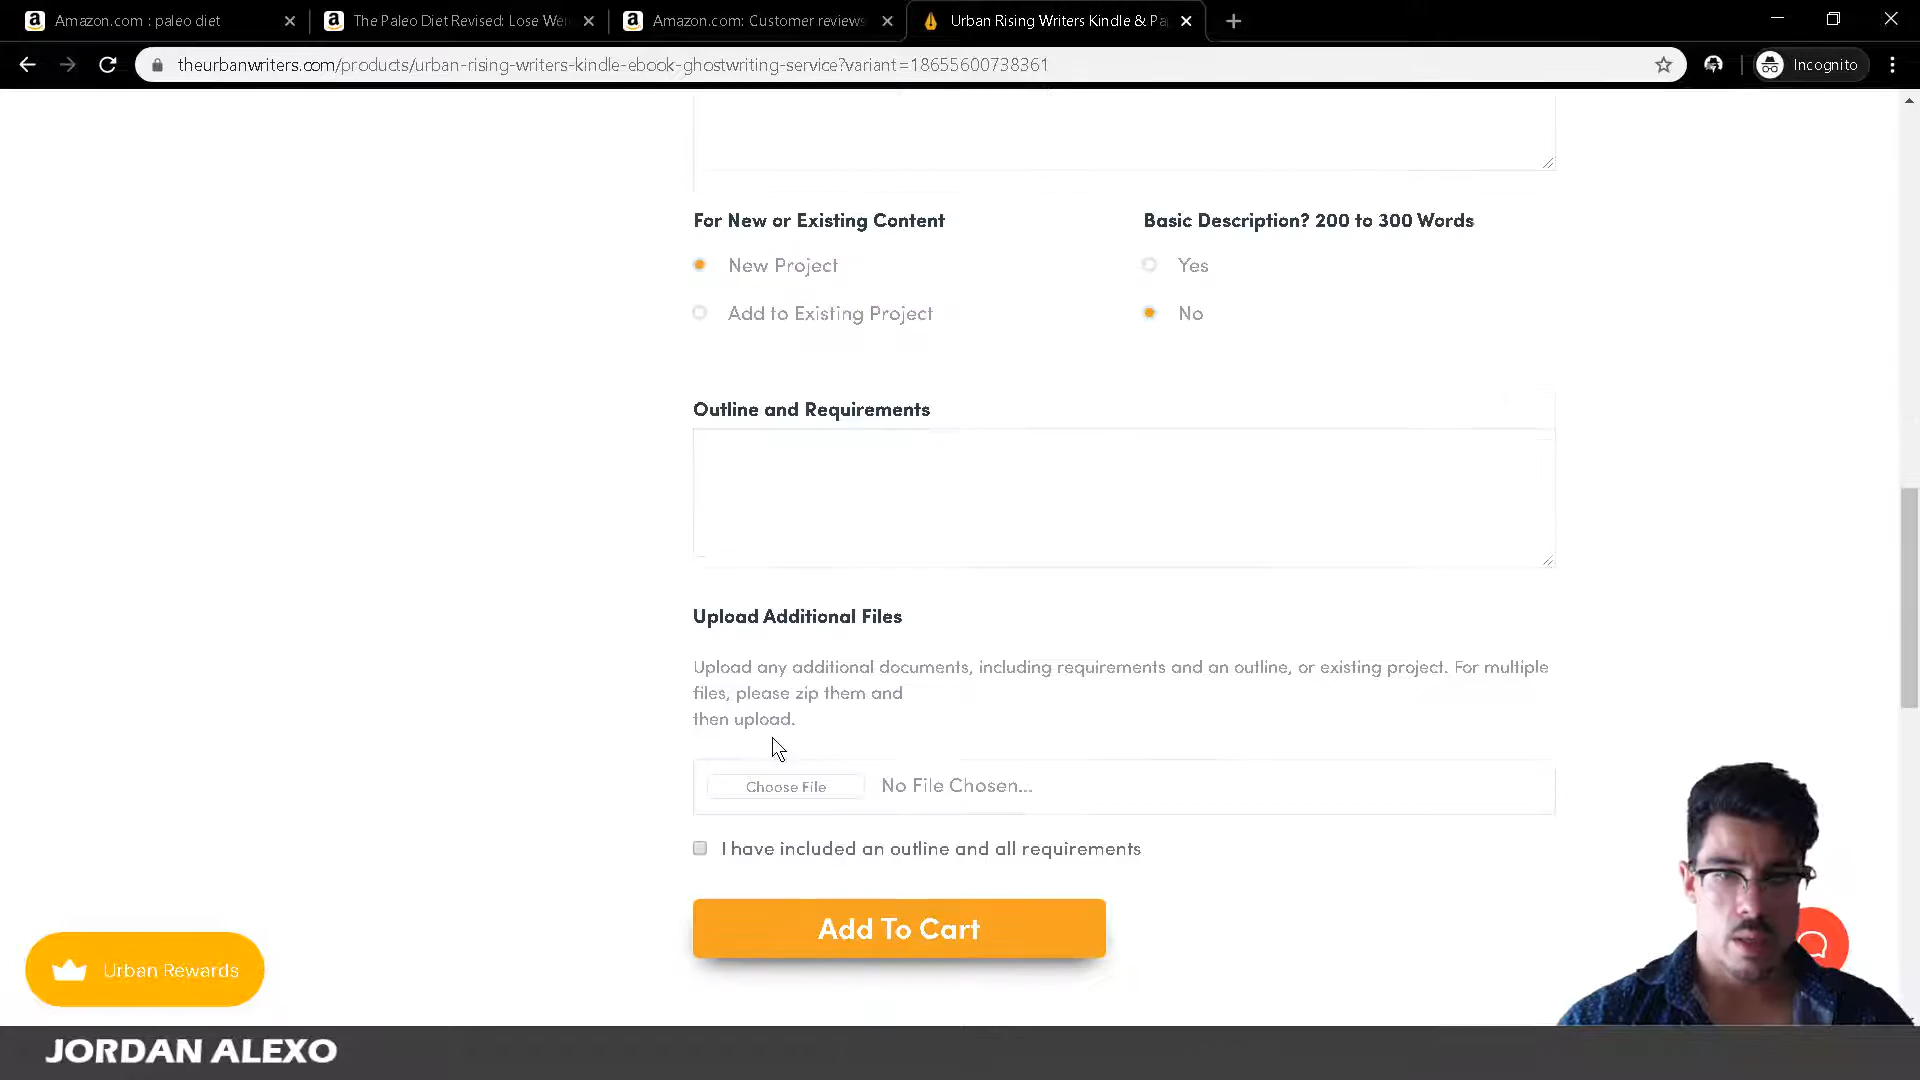 Amazon.com : paleo diet
The Paleo Diet Revised: Lose We
Amazon.com: Customer reviews
Urban Rising Writers Kindle & Pa
theurbanwriters.com/products/urban-rising-writers-kindle-ebook-ghostwriting-service?variant=18655600738361
Incognito
For New or Existing Content
Basic Description? 200 to 300 Words
New Project
Yes
Add to Existing Project
No
Outline and Requirements
Upload Additional Files
Upload any additional documents, including requirements and an outline, or existing project. For multiple
files, please zip them and
then upload.
Choose File
No File Chosen...
I have included an outline and all requirements
Add To Cart
Urban Rewards
JORDAN ALEXO